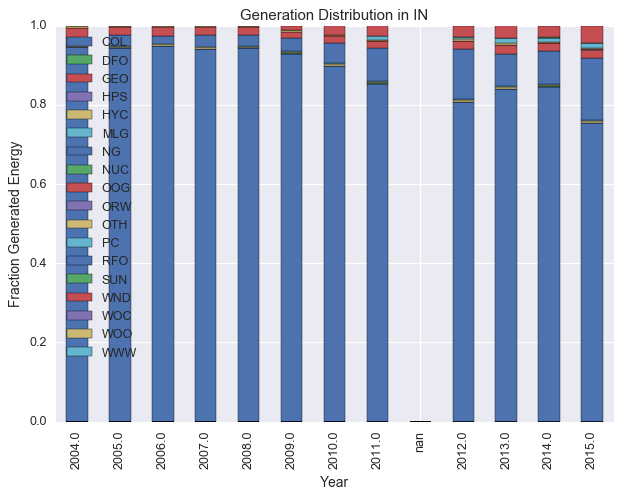 Generation Distribution in IN
Fraction Generated Energy
1.0
0.8
0.6
0.4
0.2
0.0
COL
DFO
GEO
HPS
HYC
MLG
NG
NUC
OOG
ORW
OTH
PC
RFO
SUN
WND
WOC
WOO
WWW
2004.0
2005.0
2006.0
2007.0
2008.0
2009.0
2010.0
2011.0
nan
2012.0
2013.0
2014.0
2015.0
Year